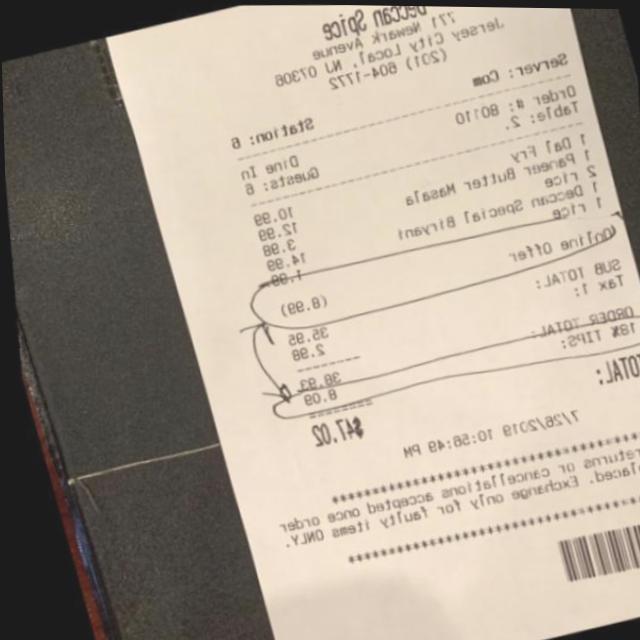 Deccan Spice
771 Newark Avenue
Jersey City Local, NJ 07306
(201) 604-1772
Server: Com Station: 6
Order #: 80110 Dine In
Table: 2, Guests: 6
1 Dal Fry 10.99
1 Paneer Butter Masala 12.99
2 rice 3.98
1 Deccan Special Biryani 14.99
1 rice 1.99
Online Offer (8.99)
SUB TOTAL: 35.95
Tax 1: 2.98
ORDER TOTAL: 38.93
18% TIPS: 8.09
TOTAL: $47.02
7/26/2019 10:58:49 PM
************************************
returns or cancellations accepted once order
placed. Exchange only for faulty items ONLY.
************************************